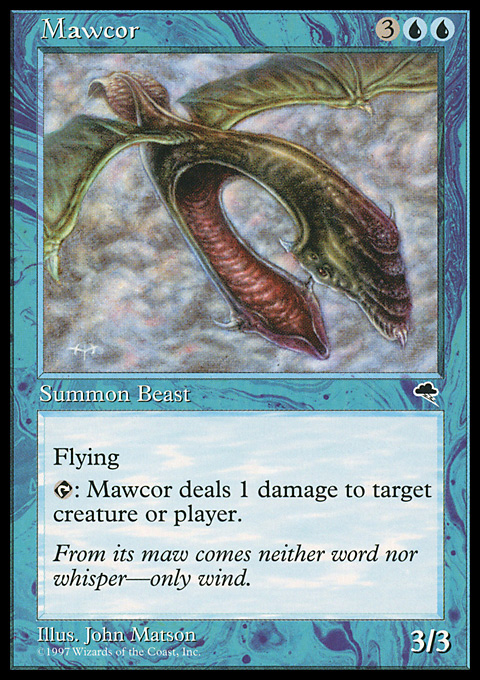 Mawcor 3
Summon Beast
Flying
: Mawcor deals 1 damage to target
creature or player.
From its maw comes neither word nor
whisper—only wind.
Illus. John Matson
©1997 Wizards of the Coast, Inc.
3/3